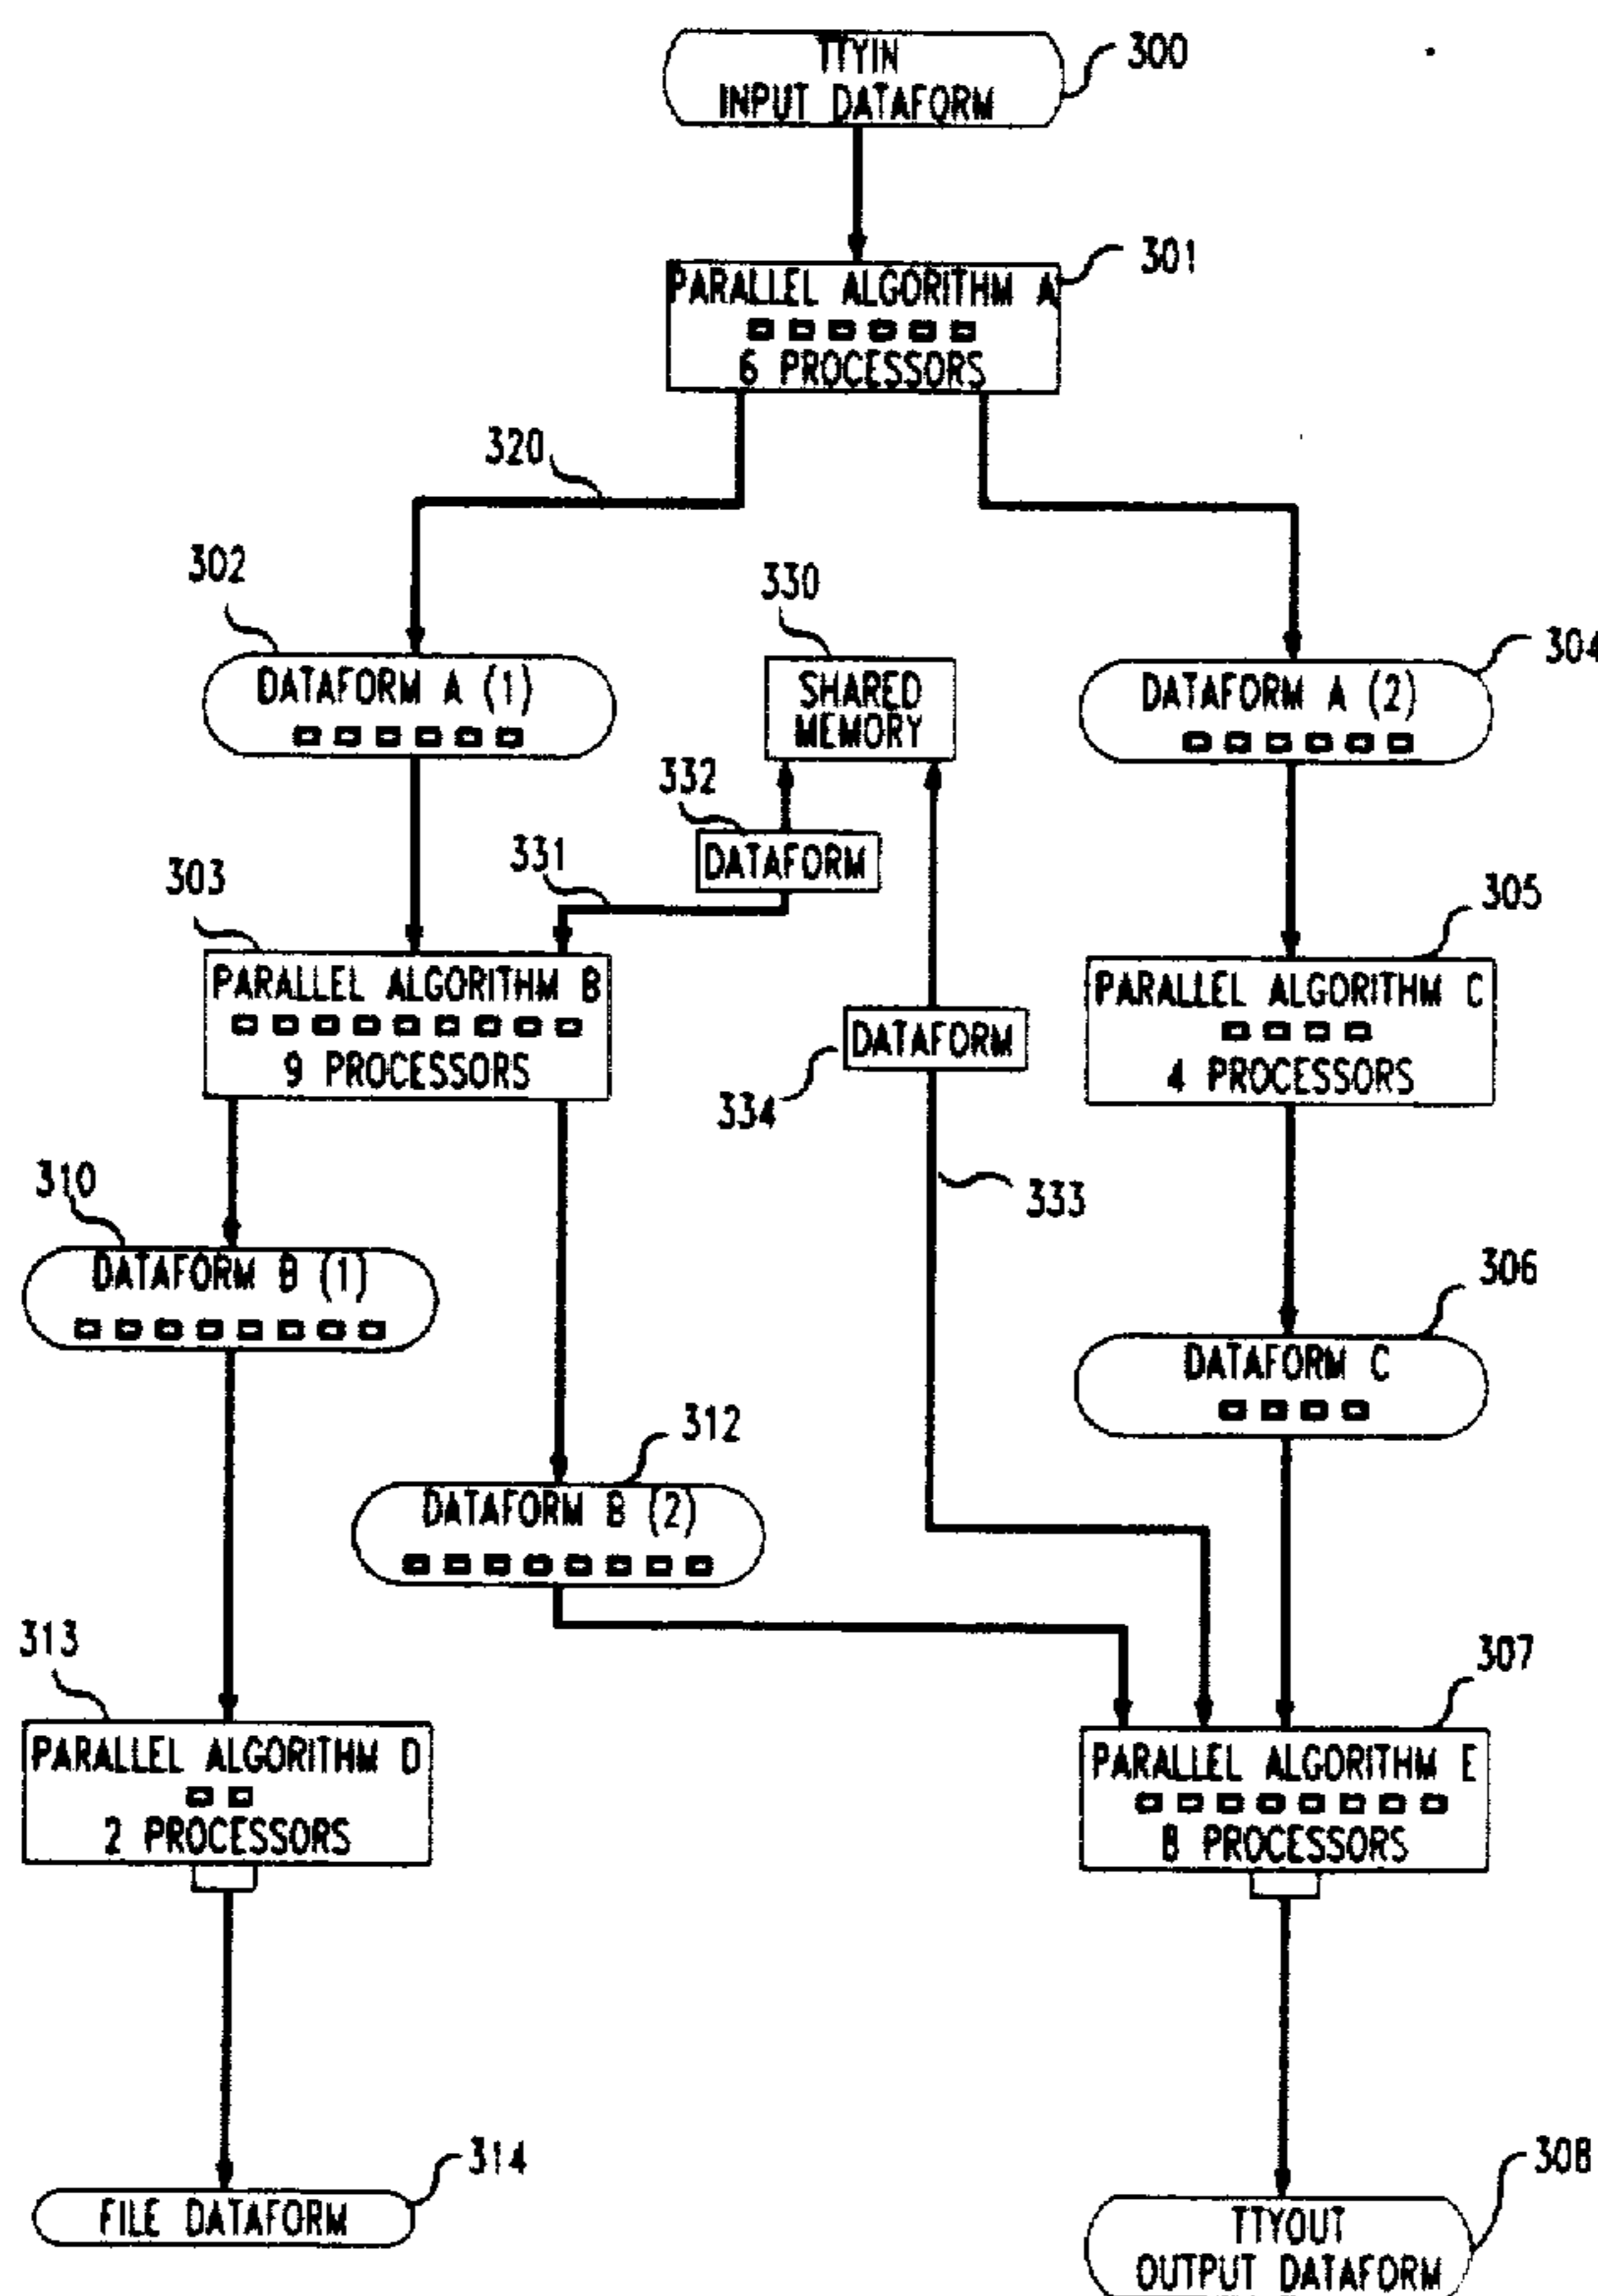 TTYIN
INPUT DATAFORM
300
PARALLEL ALGORITHM A
6 PROCESSORS
301
320
302
DATAFORM A (1)
330
SHARED
MEMORY
304
DATAFORM A (2)
332
DATAFORM
331
303
PARALLEL ALGORITHM B
9 PROCESSORS
334
DATAFORM
333
305
PARALLEL ALGORITHM C
4 PROCESSORS
310
DATAFORM B (1)
306
DATAFORM C
312
DATAFORM B (2)
313
PARALLEL ALGORITHM D
2 PROCESSORS
307
PARALLEL ALGORITHM E
8 PROCESSORS
314
FILE DATAFORM
308
TTYOUT
OUTPUT DATAFORM